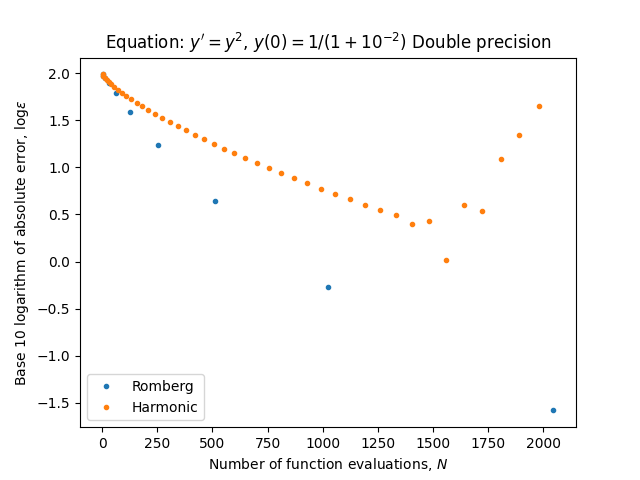 Equation: y′ = y², y(0) = 1/(1 + 10⁻²) Double precision
Base 10 logarithm of absolute error, logε
2.0
1.5
1.0
0.5
0.0
−0.5
−1.0
−1.5
Romberg
Harmonic
0 250 500 750 1000 1250 1500 1750 2000
Number of function evaluations, N